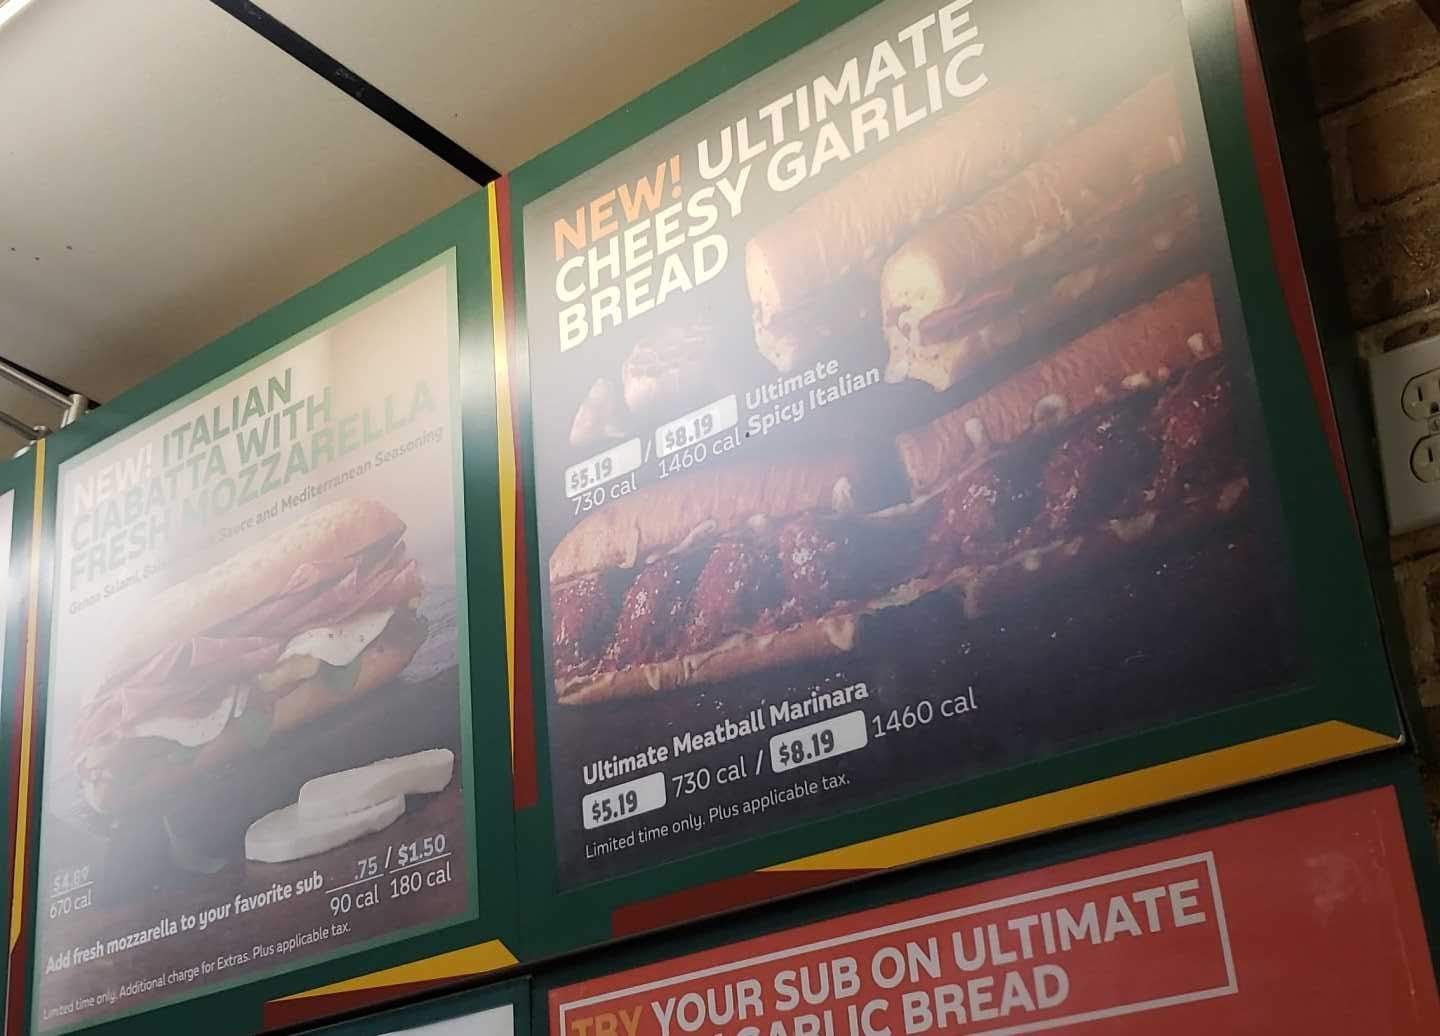 NEW! ITALIAN
CIABATTA WITH
FRESH MOZZARELLA
Genoa Salami, Sauce and Mediterranean Seasoning
$4.89
670 cal
Add fresh mozzarella to your favorite sub .75 / $1.50
90 cal 180 cal
Limited time only. Additional charge for Extras. Plus applicable tax.
NEW! ULTIMATE
CHEESY GARLIC
BREAD
Ultimate
Spicy Italian
$5.19 / $8.19
730 cal 1460 cal
Ultimate Meatball Marinara
$5.19 730 cal / $8.19 1460 cal
Limited time only. Plus applicable tax.
TRY YOUR SUB ON ULTIMATE
GARLIC BREAD